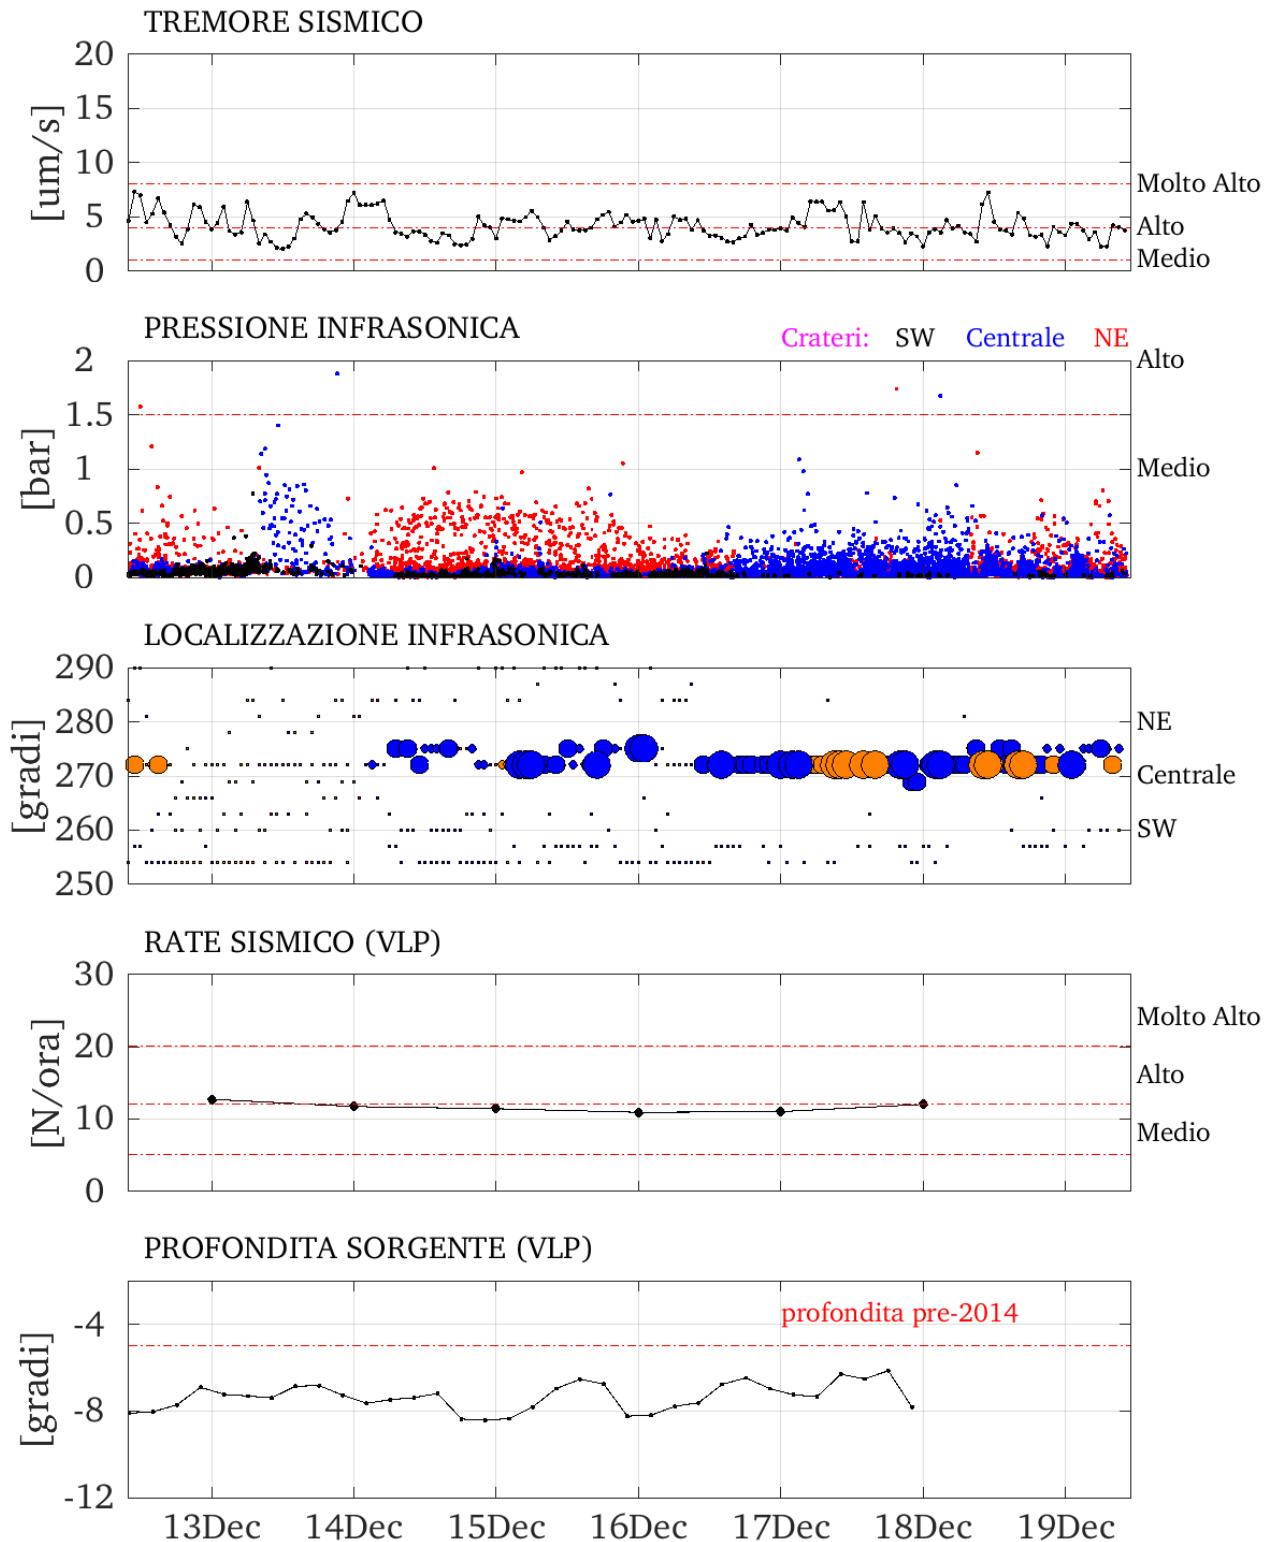 TREMORE SISMICO
20
15
10
5
0
[um/s]
Molto Alto
Alto
Medio
PRESSIONE INFRASONICA
Crateri: SW Centrale NE
2
1.5
1
0.5
0
[bar]
Alto
Medio
LOCALIZZAZIONE INFRASONICA
290
280
270
260
250
[gradi]
NE
Centrale
SW
RATE SISMICO (VLP)
30
20
10
0
[N/ora]
Molto Alto
Alto
Medio
PROFONDITA SORGENTE (VLP)
profondita pre-2014
-4
-8
-12
[gradi]
13Dec 14Dec 15Dec 16Dec 17Dec 18Dec 19Dec